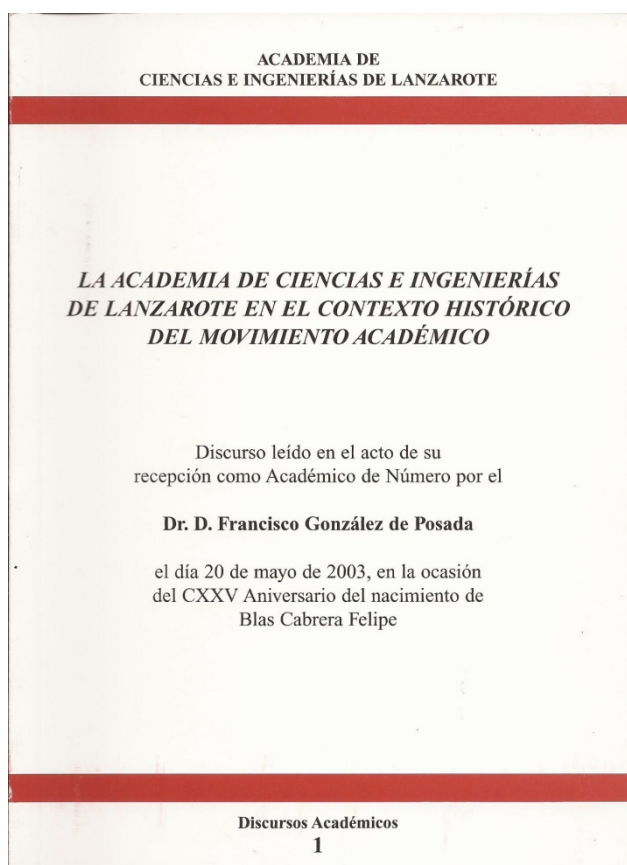 ACADEMIA DE
CIENCIAS E INGENIERÍAS DE LANZAROTE
LA ACADEMIA DE CIENCIAS E INGENIERÍAS
DE LANZAROTE EN EL CONTEXTO HISTÓRICO
DEL MOVIMIENTO ACADÉMICO
Discurso leído en el acto de su
recepción como Académico de Número por el
Dr. D. Francisco González de Posada
el día 20 de mayo de 2003, en la ocasión
del CXXV Aniversario del nacimiento de
Blas Cabrera Felipe
Discursos Académicos
1